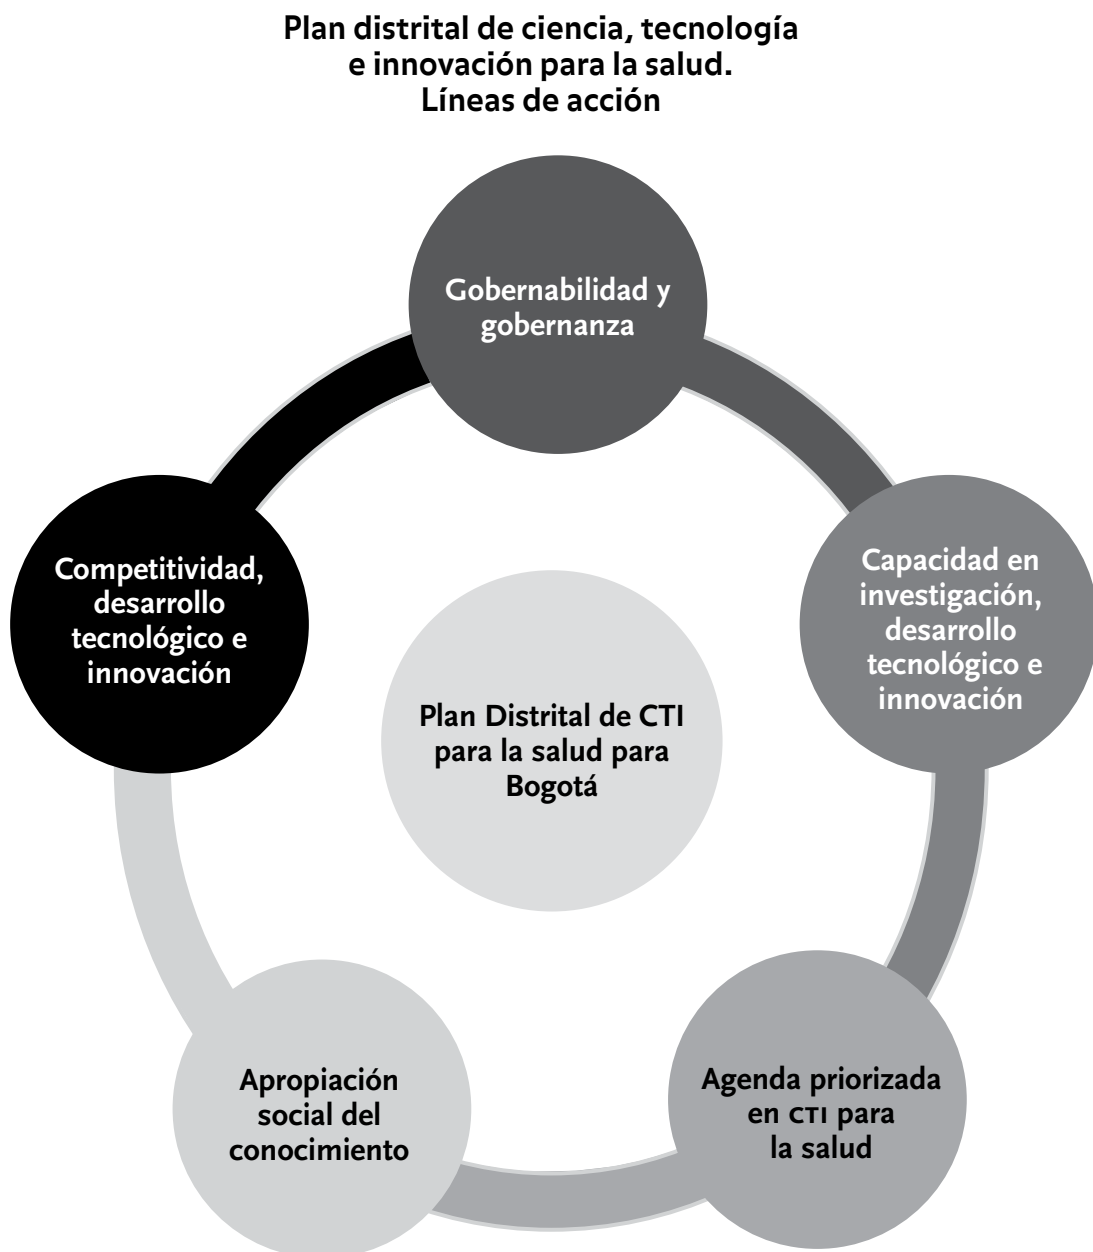 Plan distrital de ciencia, tecnología
e innovación para la salud.
Líneas de acción
Gobernabilidad y
gobernanza
Capacidad en
investigación,
desarrollo
tecnológico e
innovación
Agenda priorizada
en CTI para
la salud
Apropiación
social del
conocimiento
Competitividad,
desarrollo
tecnológico e
innovación
Plan Distrital de CTI
para la salud para
Bogotá